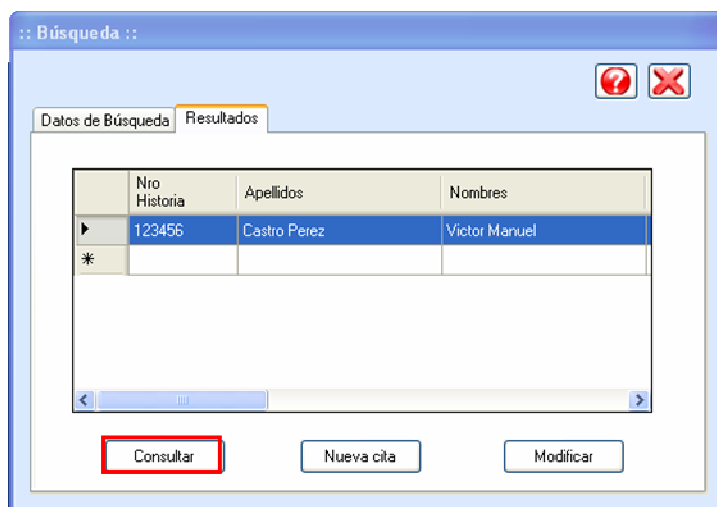 :: Búsqueda ::
Datos de Búsqueda Resultados
Nro Historia Apellidos Nombres
123456 Castro Perez Victor Manuel
Consultar Nueva cita Modificar